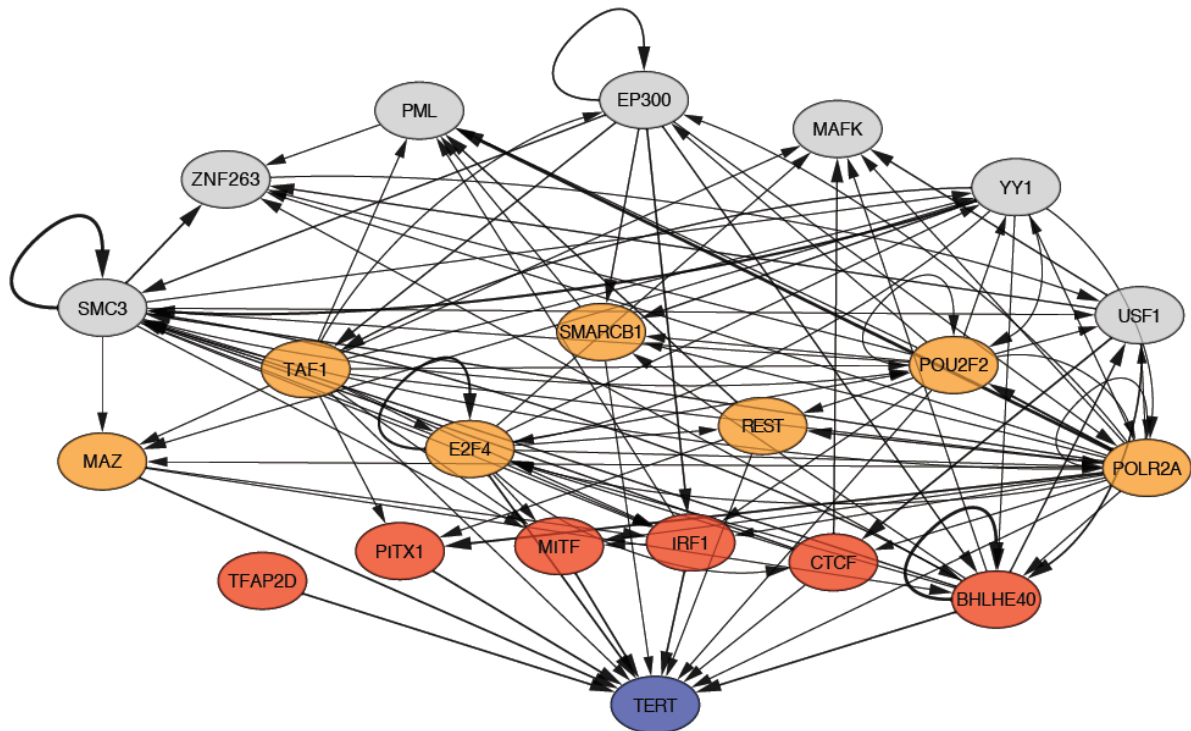 EP300
PML
MAFK
ZNF263
YY1
SMC3
USF1
SMARCB1
TAF1
POU2F2
REST
E2F4
MAZ
POLR2A
PITX1
MITF
IRF1
CTCF
TFAP2D
BHLHE40
TERT